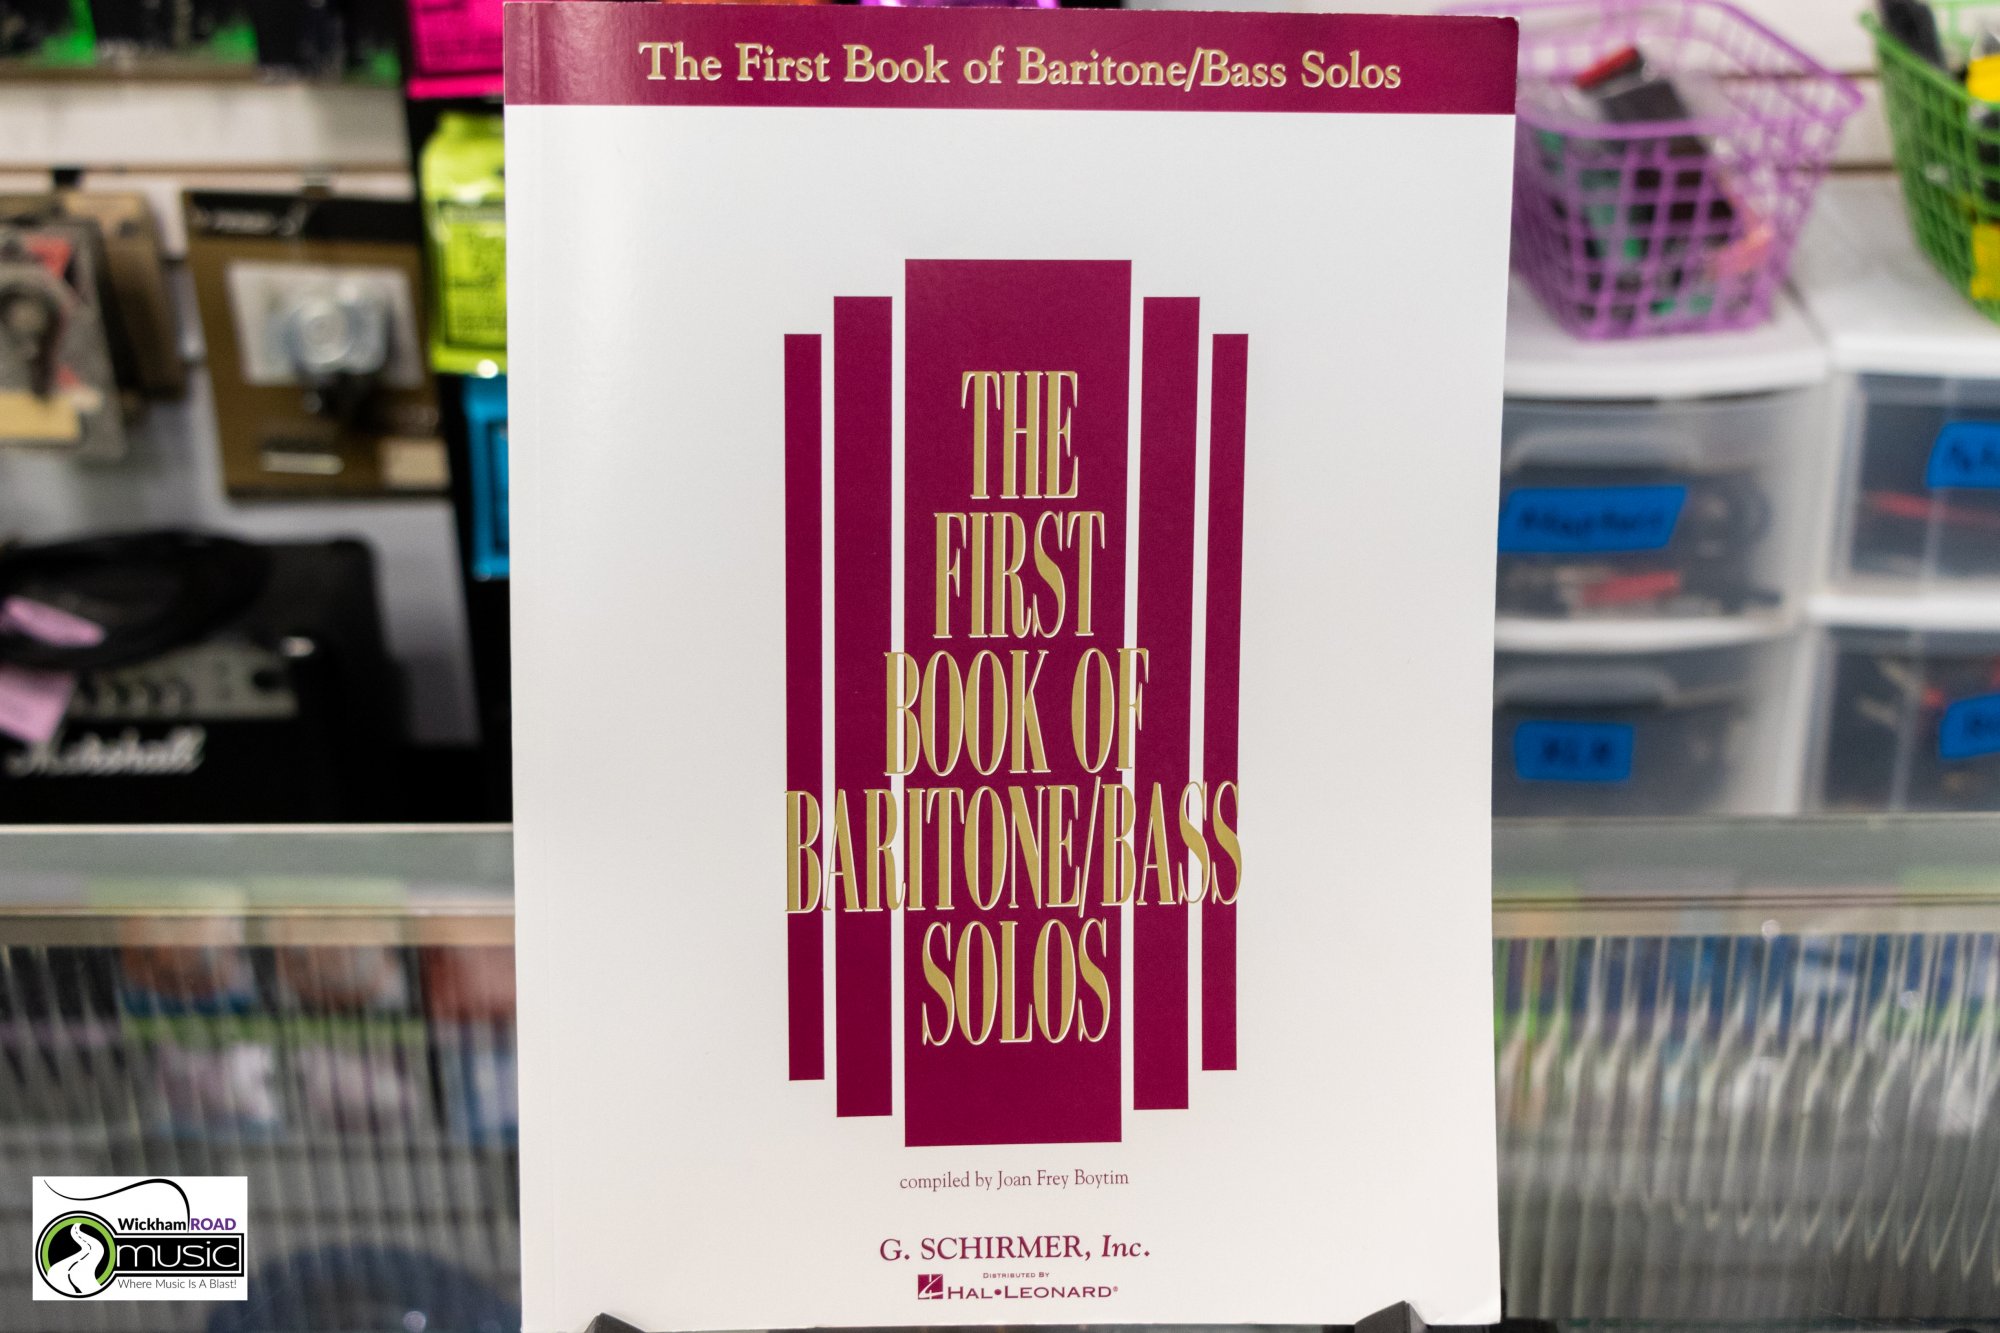 The First Book of Baritone/Bass Solos
THE
FIRST
BOOK OF
BARITONE/BASS
SOLOS
compiled by Joan Frey Boytim
G. SCHIRMER, Inc.
DISTRIBUTED BY
HAL•LEONARD®
Marshall
Wickham ROAD
music
Where Music Is A Blast!